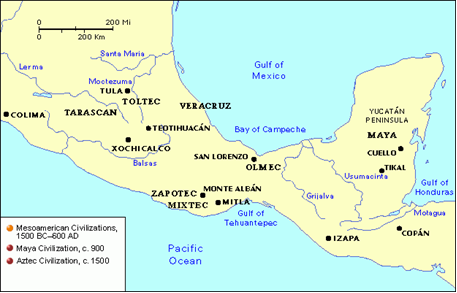 0 200 Mi
0 200 Km
Santa Maria
Lerma
Moctezuma
TULA
TOLTEC
TARASCAN
COLIMA
VERACRUZ
TEOTIHUACÁN
XOCHICALCO
Balsas
Gulf of
Mexico
Bay of Campeche
SAN LORENZO
OLMEC
YUCATÁN
PENINSULA
MAYA
CUELLO
TIKAL
Usumacinta
Gulf of
Honduras
ZAPOTEC
MONTE ALBÁN
MIXTEC
MITLA
Grijalva
Gulf of
Tehuantepec
Motagua
IZAPA
COPÁN
Pacific
Ocean
Mesoamerican Civilizations,
1500 BC–600 AD
Maya Civilization, c. 900
Aztec Civilization, c. 1500